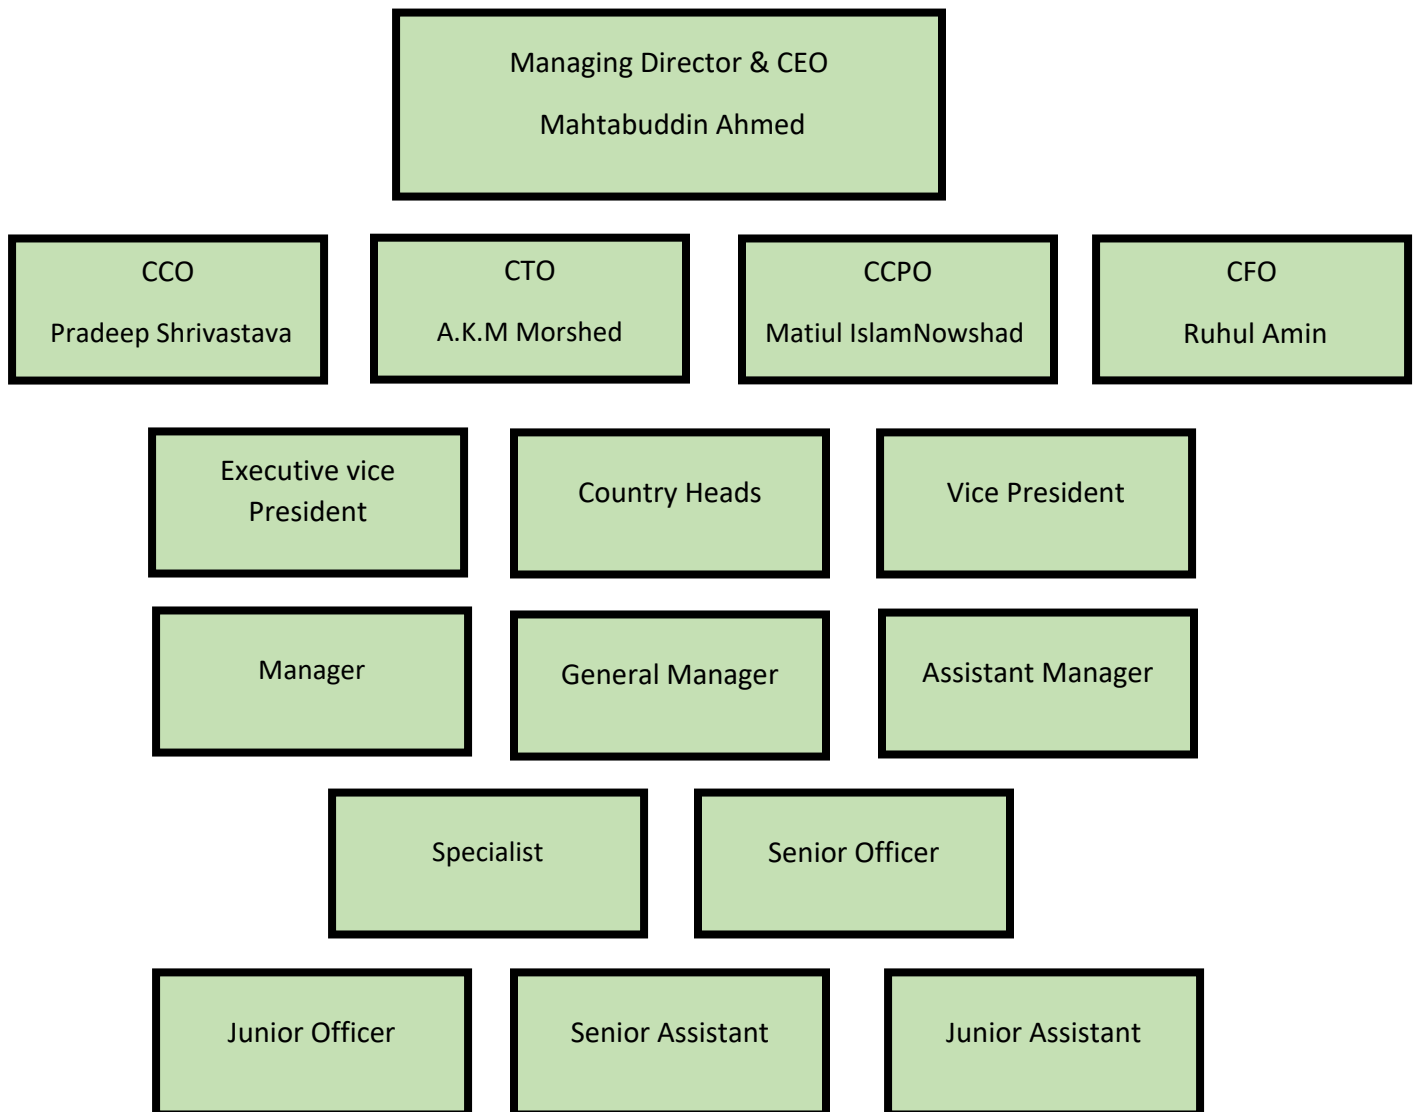 Managing Director & CEO
Mahtabuddin Ahmed
CCO
Pradeep Shrivastava
CTO
A.K.M Morshed
CCPO
Matiul IslamNowshad
CFO
Ruhul Amin
Executive vice
President
Country Heads
Vice President
Manager
General Manager
Assistant Manager
Specialist
Senior Officer
Junior Officer
Senior Assistant
Junior Assistant